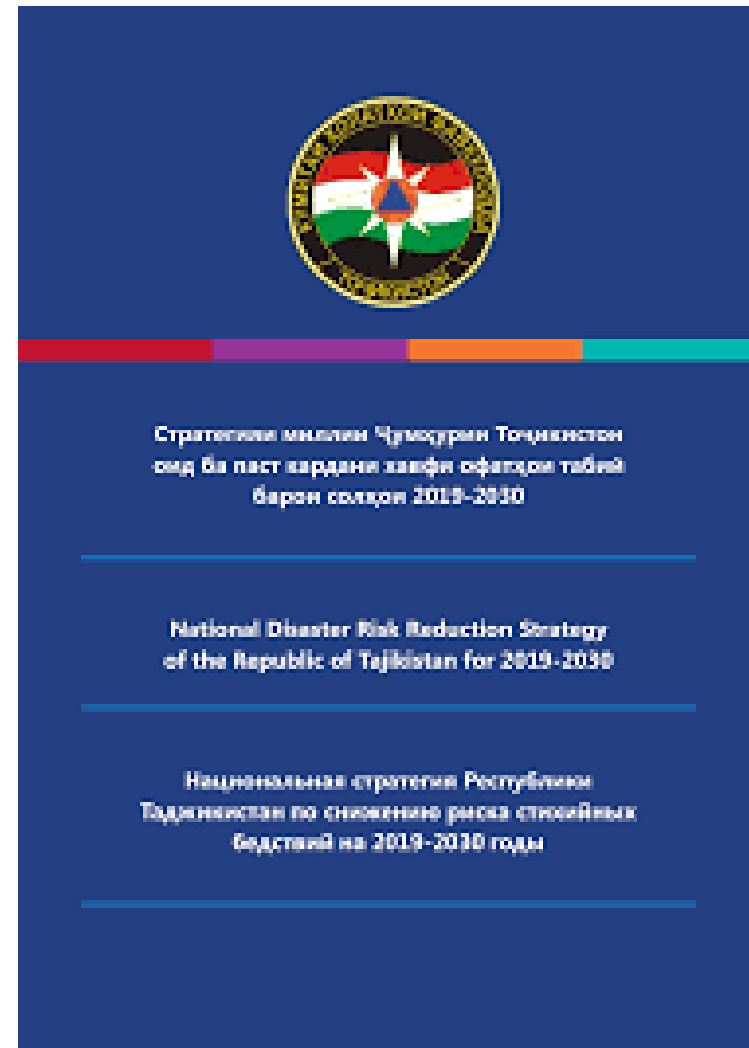 ТОҶИКИСТОН
Стратегияи миллии Ҷумҳурии Тоҷикистон
оид ба паст кардани хавфи офатҳои табиӣ
барои солҳои 2019-2030
National Disaster Risk Reduction Strategy
of the Republic of Tajikistan for 2019-2030
Национальная стратегия Республики
Таджикистан по снижению риска стихийных
бедствий на 2019-2030 годы